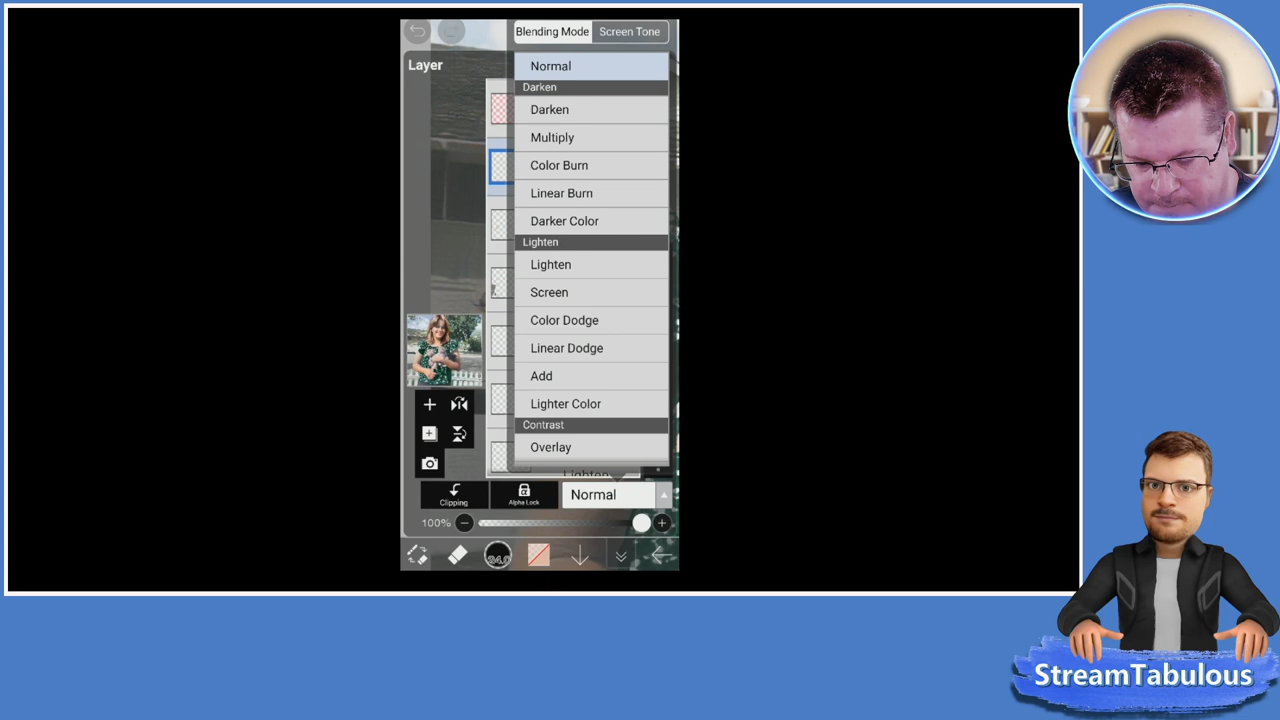 Blending Mode Screen Tone
Layer
Normal
Darken
Darken
Multiply
Color Burn
Linear Burn
Darker Color
Lighten
Lighten
Screen
Color Dodge
Linear Dodge
Add
Lighter Color
Contrast
Overlay
Lighten
Clipping Alpha Lock Normal
100%
StreamTabulous